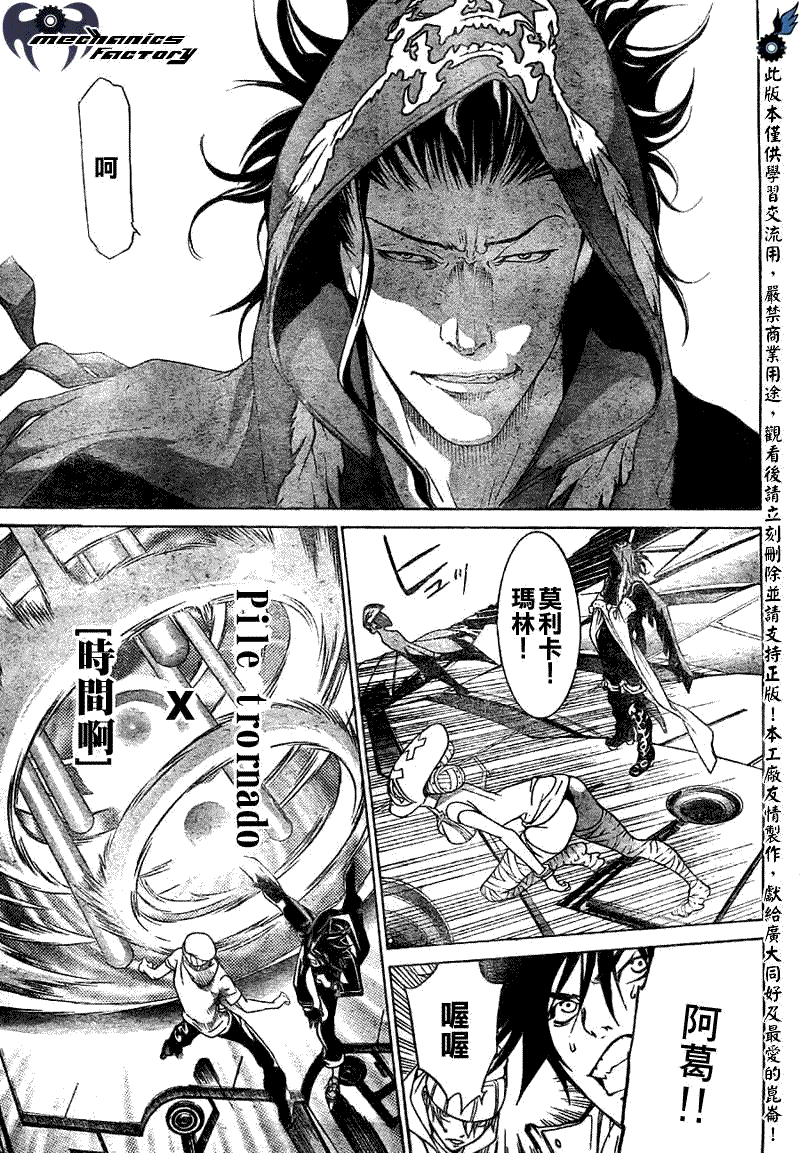 Mechanics
Factory
此版本僅供學習交流用，嚴禁商業用途，觀看後請立刻刪除並請支持正版！本工廠友情製作，獻給廣大同好及最愛的崑崙！
呵
莫利卡！
瑪林！
Pile trornado
x
[時間啊]
阿葛!!
喔喔